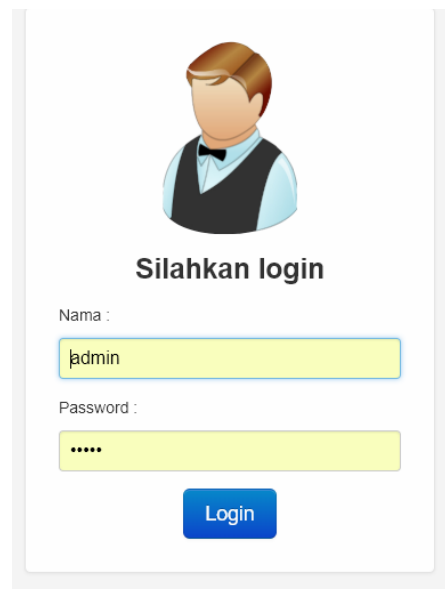 Silahkan login
Nama :
admin
Password :
•••••
Login